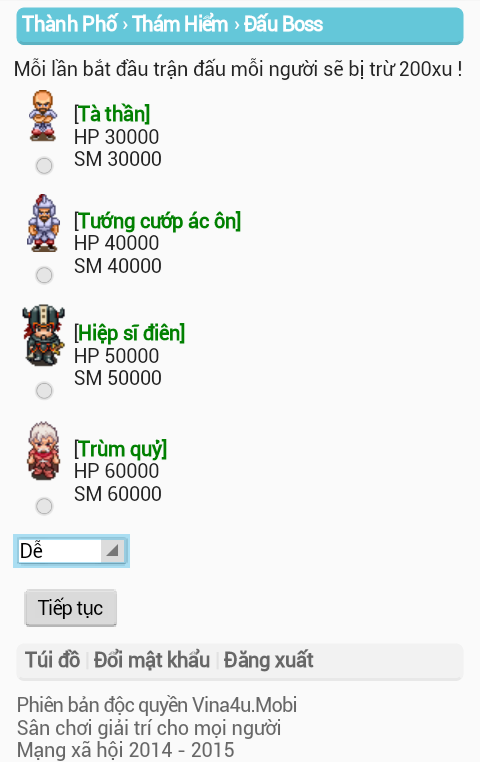 Thành Phố › Thám Hiểm › Đấu Boss
Mỗi lần bắt đầu trận đấu mỗi người sẽ bị trừ 200xu !
[Tà thần]
HP 30000
SM 30000
[Tướng cướp ác ôn]
HP 40000
SM 40000
[Hiệp sĩ điên]
HP 50000
SM 50000
[Trùm quỷ]
HP 60000
SM 60000
Dễ
Tiếp tục
Túi đồ | Đổi mật khẩu | Đăng xuất
Phiên bản độc quyền Vina4u.Mobi
Sân chơi giải trí cho mọi người
Mạng xã hội 2014 - 2015